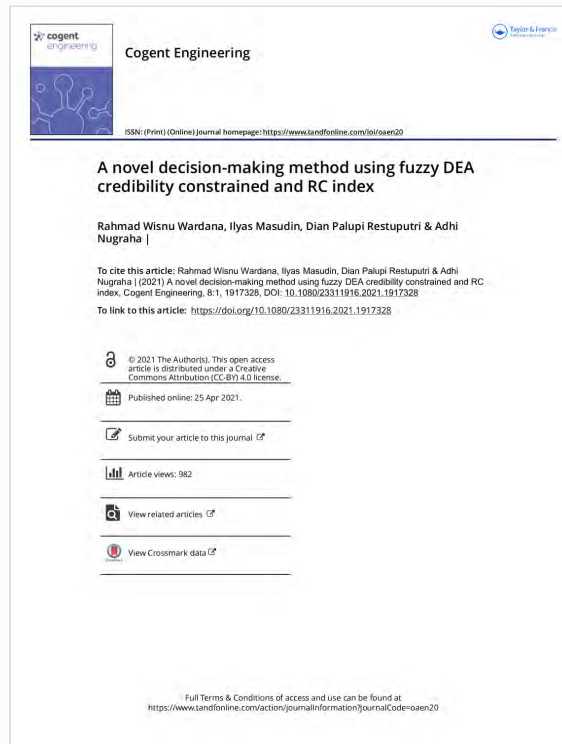 cogent
engineering
Taylor & Francis
Cogent Engineering
ISSN: (Print) (Online) Journal homepage: https://www.tandfonline.com/loi/oaen20
A novel decision-making method using fuzzy DEA
credibility constrained and RC index
Rahmad Wisnu Wardana, Ilyas Masudin, Dian Palupi Restuputri & Adhi
Nugraha |
To cite this article: Rahmad Wisnu Wardana, Ilyas Masudin, Dian Palupi Restuputri & Adhi
Nugraha | (2021) A novel decision-making method using fuzzy DEA credibility constrained and RC
index, Cogent Engineering, 8:1, 1917328, DOI: 10.1080/23311916.2021.1917328
To link to this article: https://doi.org/10.1080/23311916.2021.1917328
© 2021 The Author(s). This open access
article is distributed under a Creative
Commons Attribution (CC-BY) 4.0 license.
Published online: 25 Apr 2021.
Submit your article to this journal
Article views: 982
View related articles
View Crossmark data
Full Terms & Conditions of access and use can be found at
https://www.tandfonline.com/action/journalInformation?journalCode=oaen20